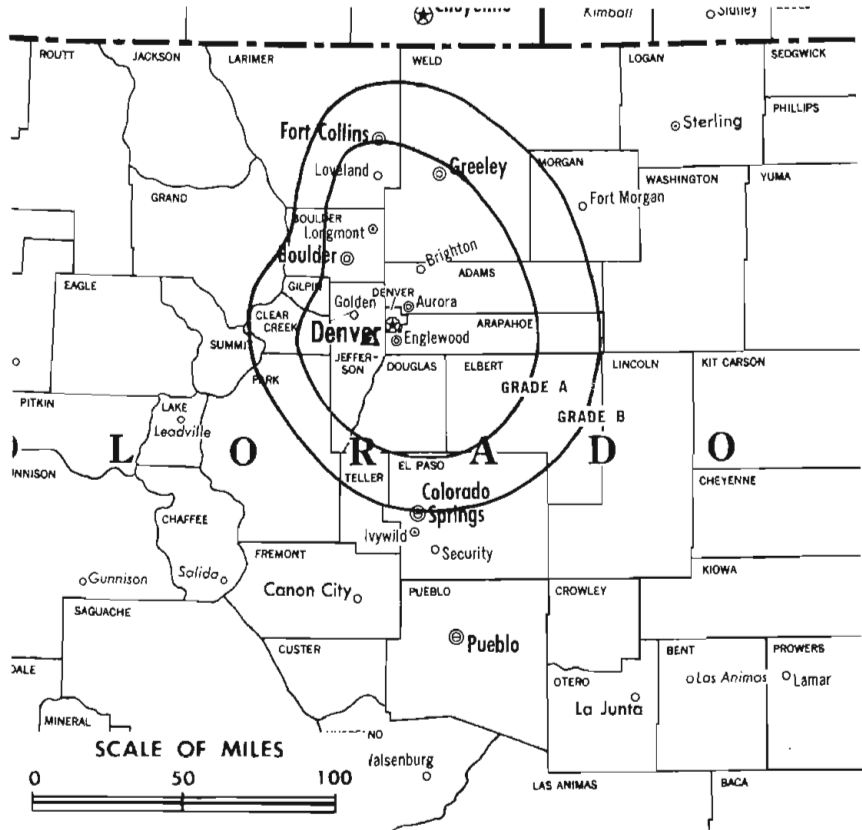 Kimball
Sidney
ROUTT
JACKSON
LARIMER
WELD
LOGAN
SEDGWICK
PHILLIPS
Fort Collins
Sterling
Loveland
Greeley
MORGAN
WASHINGTON
YUMA
GRAND
Fort Morgan
BOULDER
Longmont
Boulder
Brighton
ADAMS
EAGLE
GILPIN
DENVER
Golden
Aurora
CLEAR
CREEK
ARAPAHOE
Denver
Englewood
SUMMIT
JEFFER-
SON
DOUGLAS
ELBERT
LINCOLN
KIT CARSON
PARK
GRADE A
PITKIN
LAKE
GRADE B
Leadville
O L O R A D O
GUNNISON
TELLER
EL PASO
CHEYENNE
Colorado
Springs
CHAFFEE
Ivywild
Security
FREMONT
KIOWA
Gunnison
Salida
Canon City
PUEBLO
CROWLEY
SAGUACHE
Pueblo
CUSTER
BENT
PROWERS
DALE
OTERO
Las Animas
Lamar
La Junta
MINERAL
SCALE OF MILES
0 50 100
Walsenburg
LAS ANIMAS
BACA